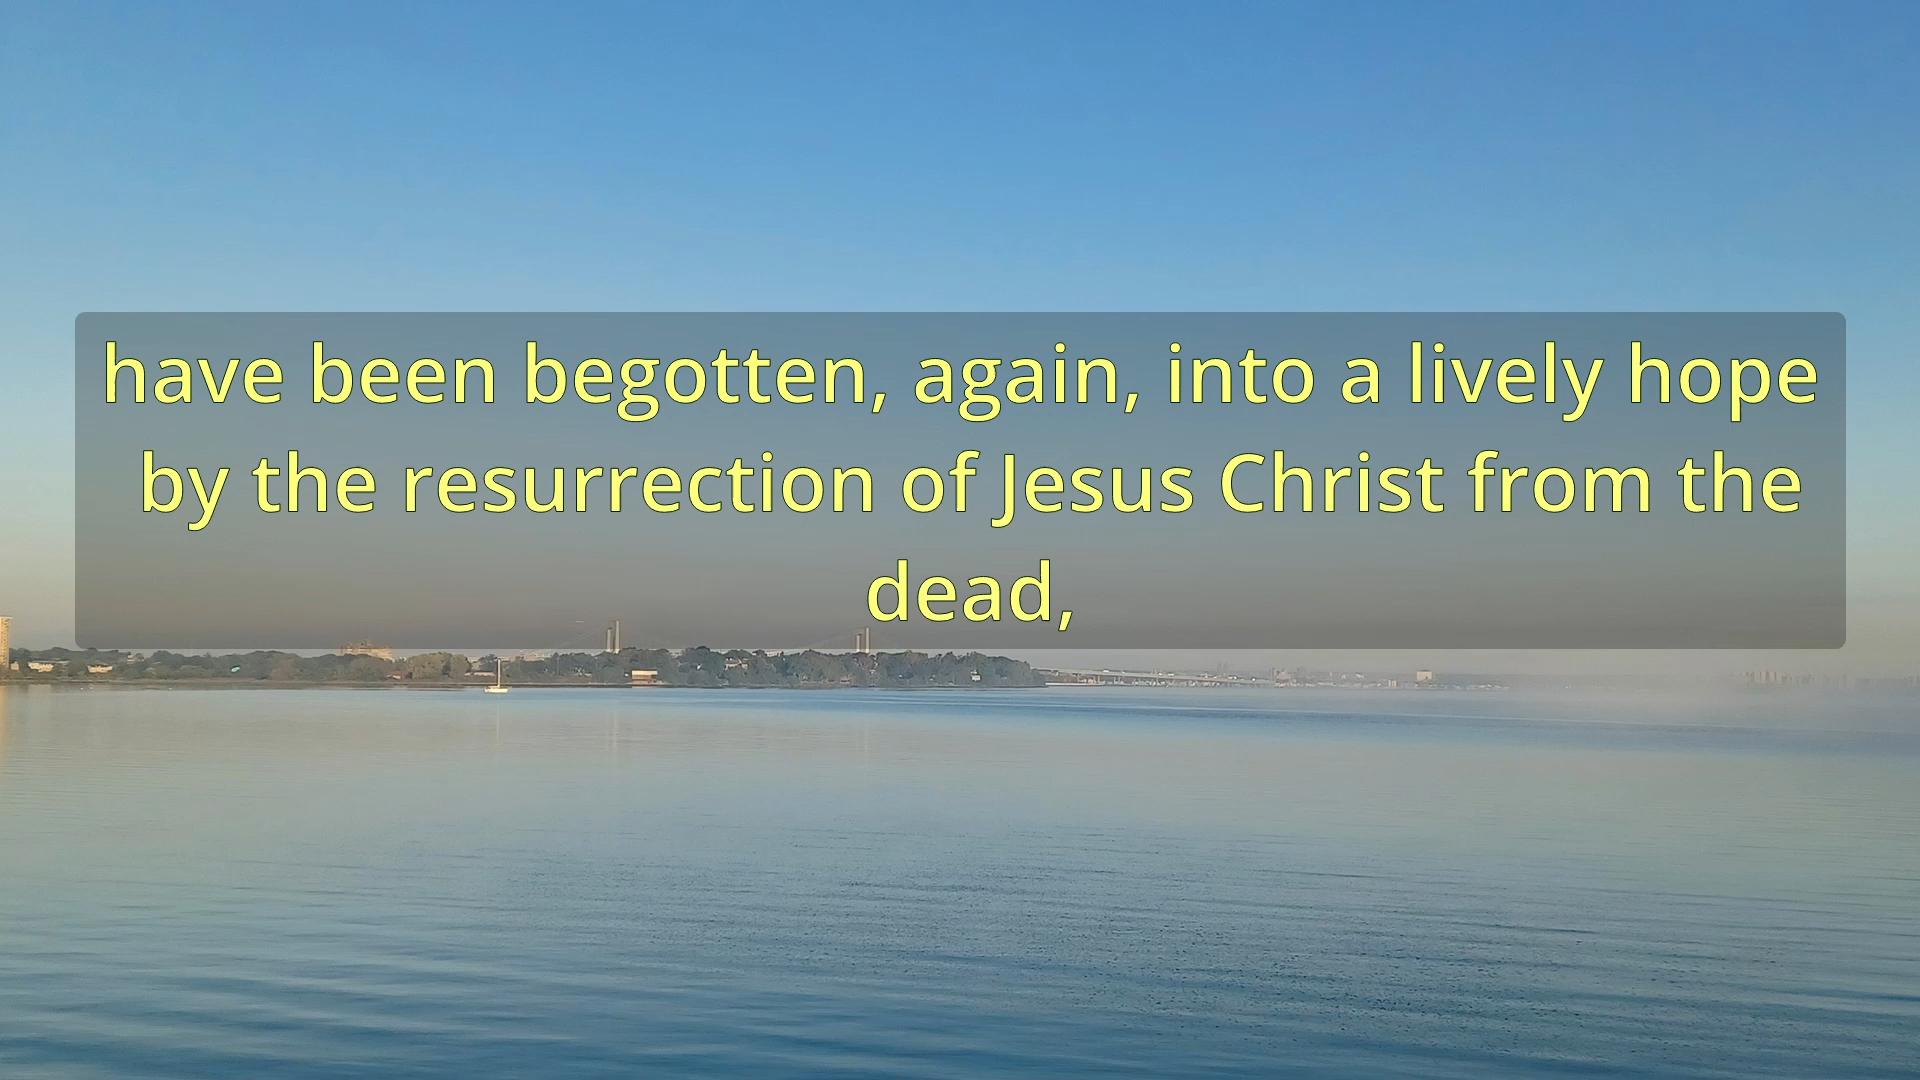 have been begotten, again, into a lively hope
by the resurrection of Jesus Christ from the
dead,